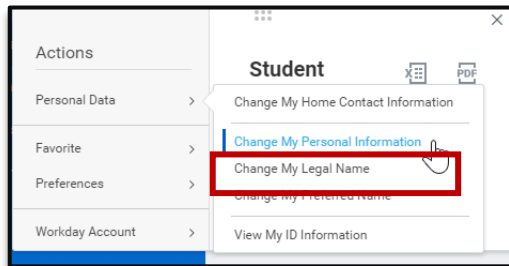 Actions
Student
PDF
Personal Data
Change My Home Contact Information
Favorite
Change My Personal Information
Change My Legal Name
Preferences
Change My Preferred Name
Workday Account
View My ID Information